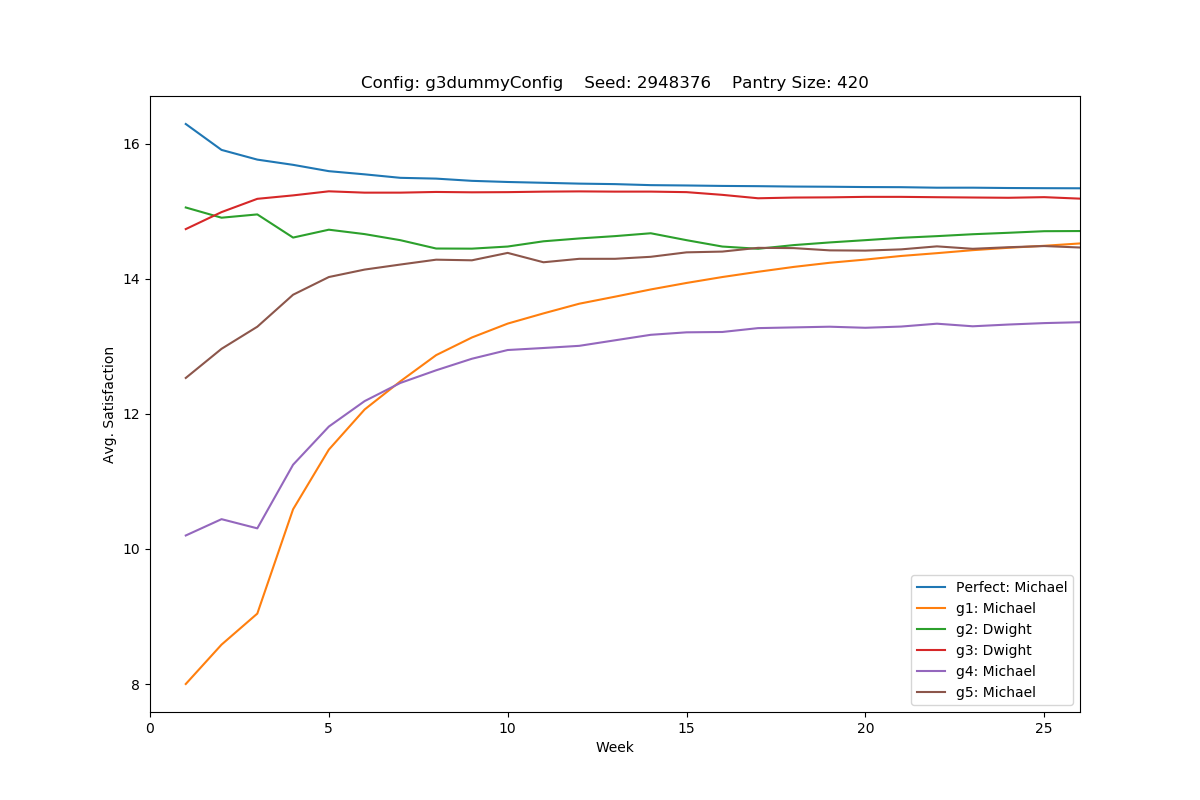 Config: g3dummyConfig    Seed: 2948376    Pantry Size: 420
16
14
12
10
8
Avg. Satisfaction
0 5 10 15 20 25
Week
Perfect: Michael
g1: Michael
g2: Dwight
g3: Dwight
g4: Michael
g5: Michael